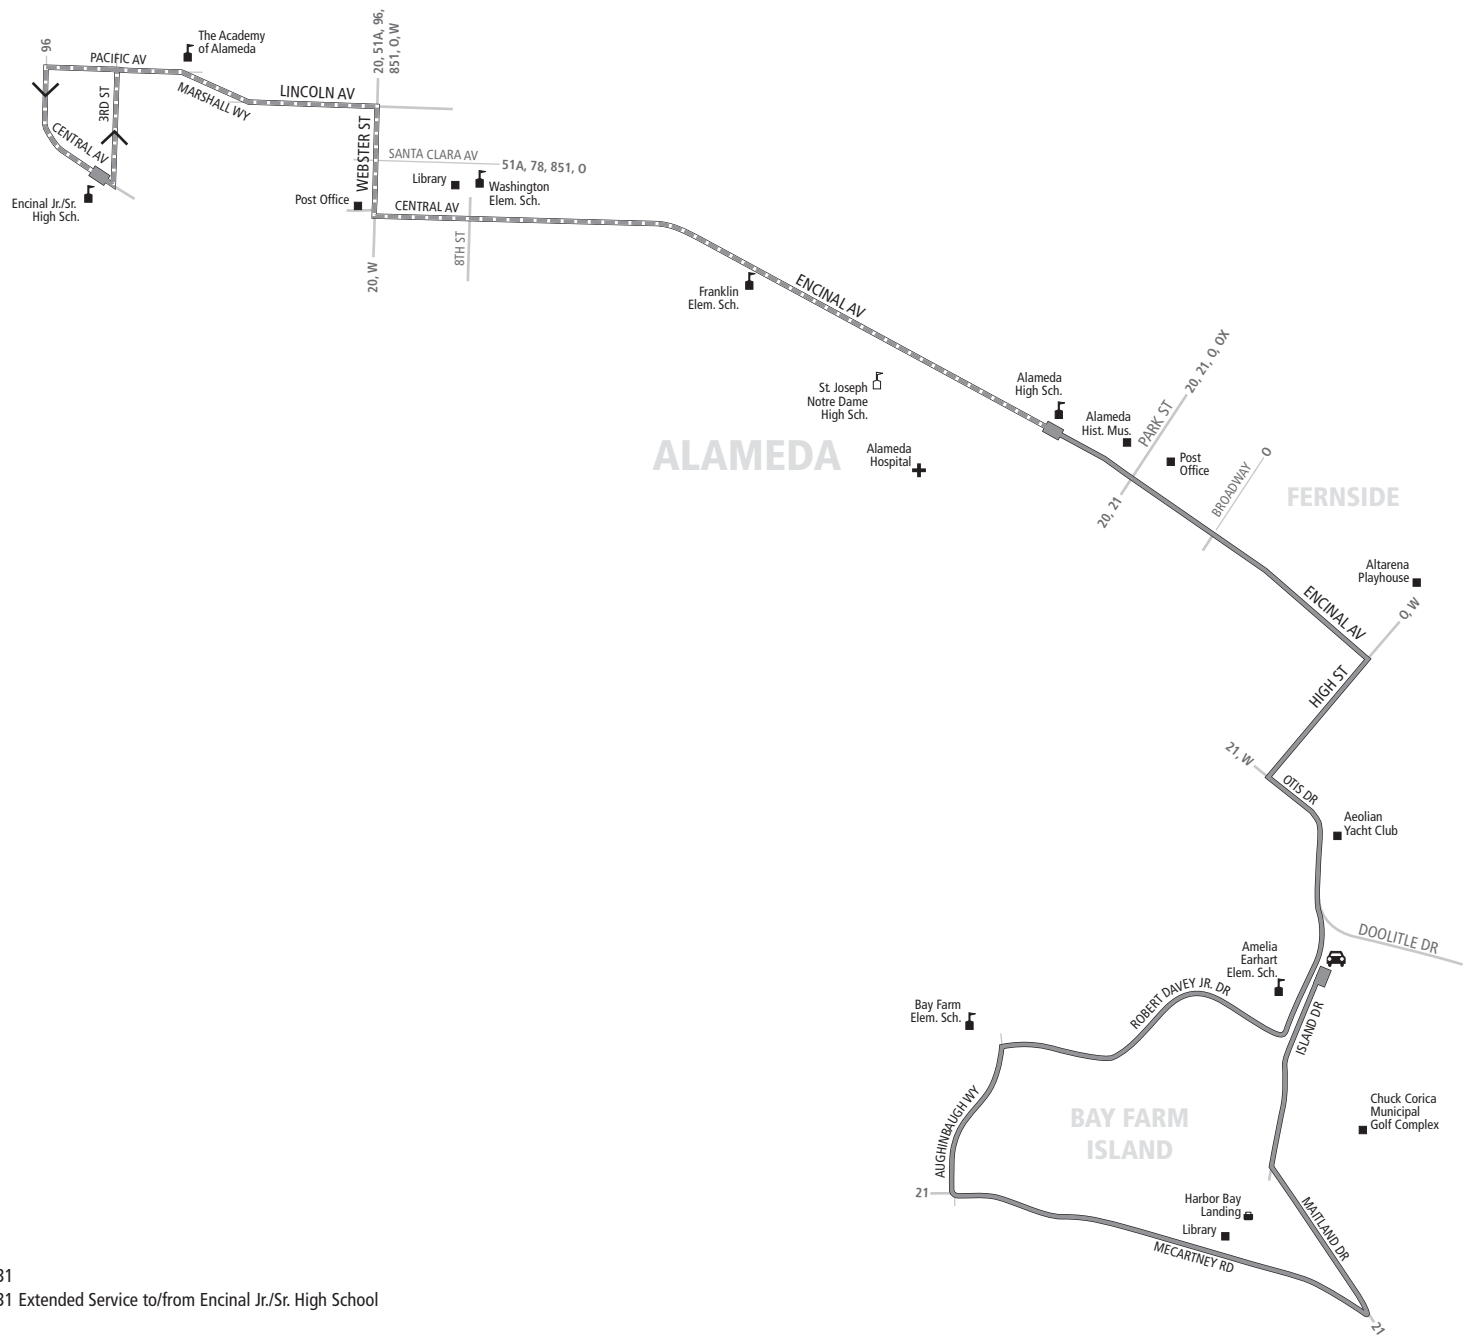 96
PACIFIC AV
The Academy
of Alameda
20, 51A, 96,
851, O, W
3RD ST
MARSHALL WY
LINCOLN AV
CENTRAL AV
WEBSTER ST
SANTA CLARA AV
51A, 78, 851, O
Library
Washington
Elem. Sch.
Encinal Jr./Sr.
High Sch.
Post Office
CENTRAL AV
8TH ST
20, W
Franklin
Elem. Sch.
ENCINAL AV
St. Joseph
Notre Dame
High Sch.
Alameda
High Sch.
Alameda
Hist. Mus.
PARK ST
20, 21, O, OX
ALAMEDA
Alameda
Hospital
Post
Office
20, 21
BROADWAY
O
FERNSIDE
Altarena
Playhouse
ENCINAL AV
O, W
HIGH ST
21, W
OTIS DR
Aeolian
Yacht Club
DOOLITLE DR
Amelia
Earhart
Elem. Sch.
Bay Farm
Elem. Sch.
ROBERT DAVEY JR. DR
ISLAND DR
AUGHINBAUGH WY
BAY FARM
ISLAND
Chuck Corica
Municipal
Golf Complex
21
Harbor Bay
Landing
Library
MAITLAND DR
MECARTNEY RD
21
31
31 Extended Service to/from Encinal Jr./Sr. High School